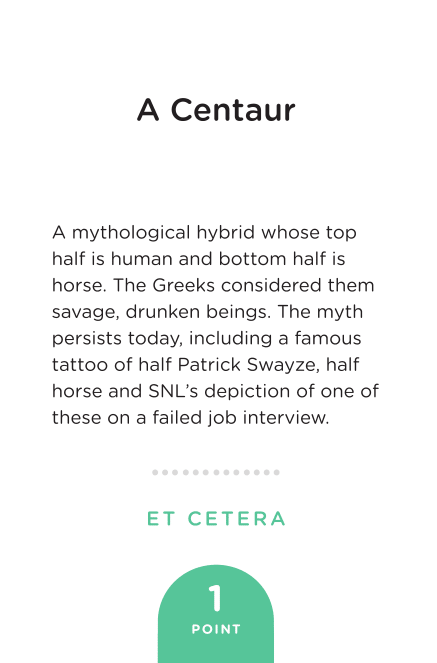 A Centaur
A mythological hybrid whose top
half is human and bottom half is
horse. The Greeks considered them
savage, drunken beings. The myth
persists today, including a famous
tattoo of half Patrick Swayze, half
horse and SNL’s depiction of one of
these on a failed job interview.
ET CETERA
1
POINT